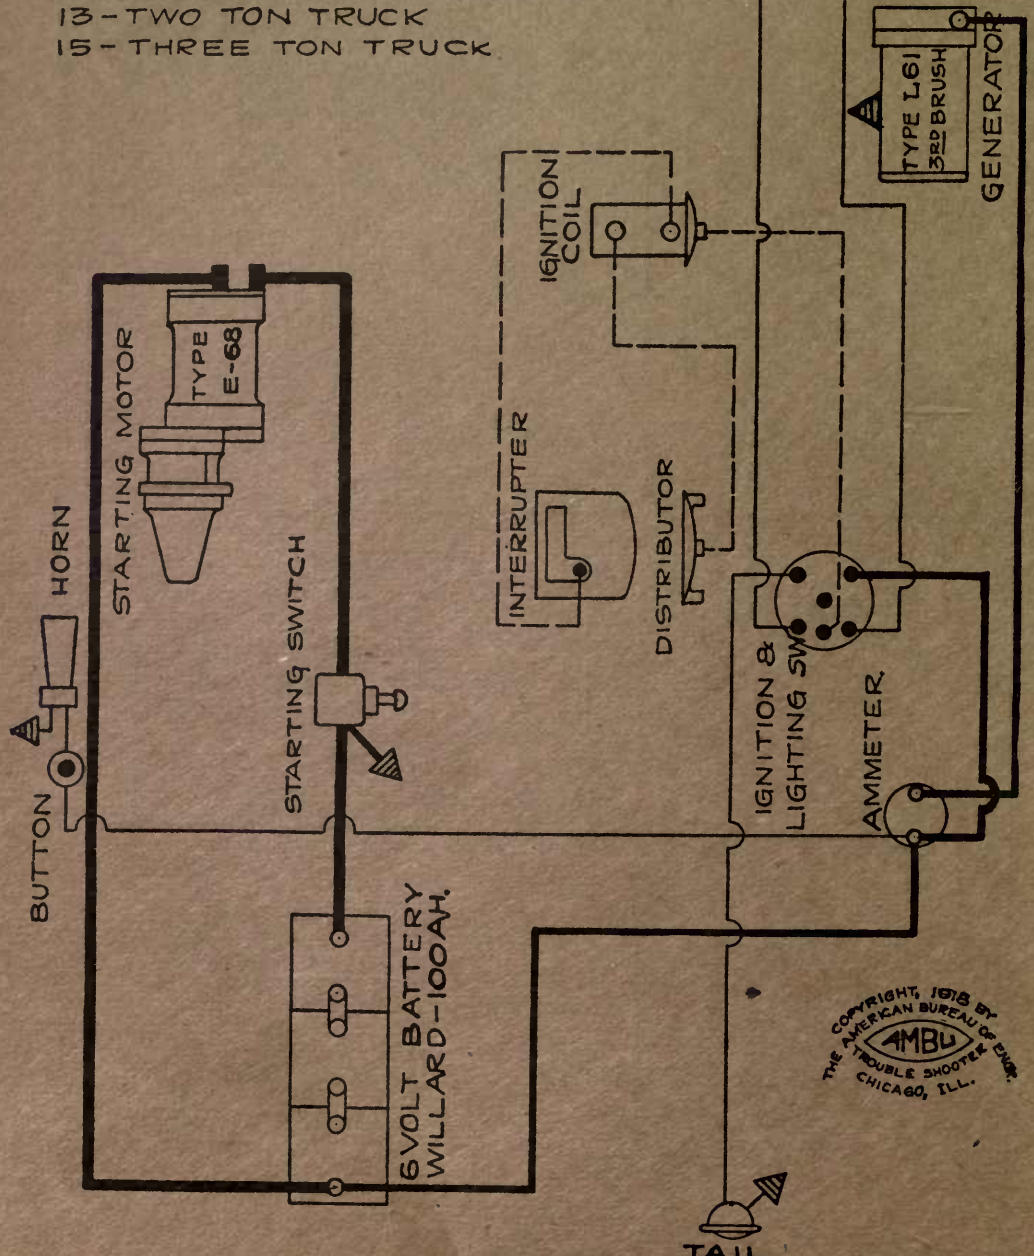 13-TWO TON TRUCK
15-THREE TON TRUCK
TYPE L61
3RD BRUSH
GENERATOR
IGNITION
COIL
STARTING MOTOR
TYPE
E-68
HORN
INTERRUPTER
DISTRIBUTOR
STARTING SWITCH
IGNITION &
LIGHTING SW
AMMETER
BUTTON
6 VOLT BATTERY
WILLARD-100AH.
COPYRIGHT, 1918 BY
THE AMERICAN BUREAU OF ENGR.
AMBU
TROUBLE SHOOTER
CHICAGO, ILL.
TAIL